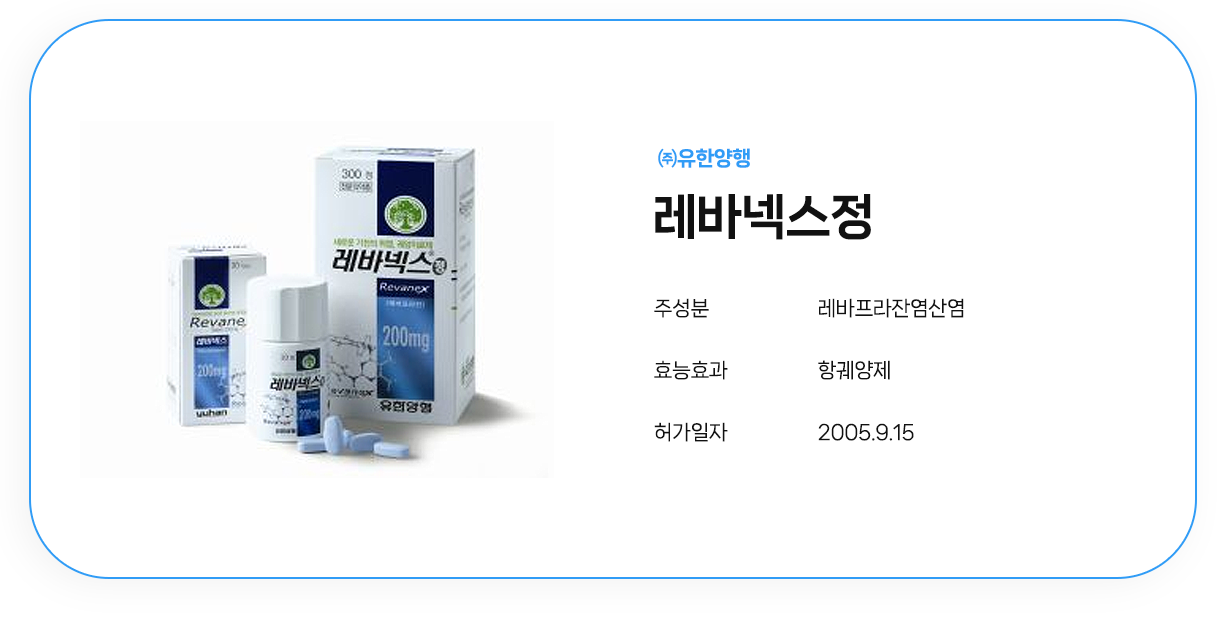 300 정
레바넥스정
Revanex
200mg
유한양행
Revanex
레바넥스
200mg
yuhan
레바넥스
200mg
㈜유한양행
레바넥스정
주성분 레바프라잔염산염
효능효과 항궤양제
허가일자 2005.9.15